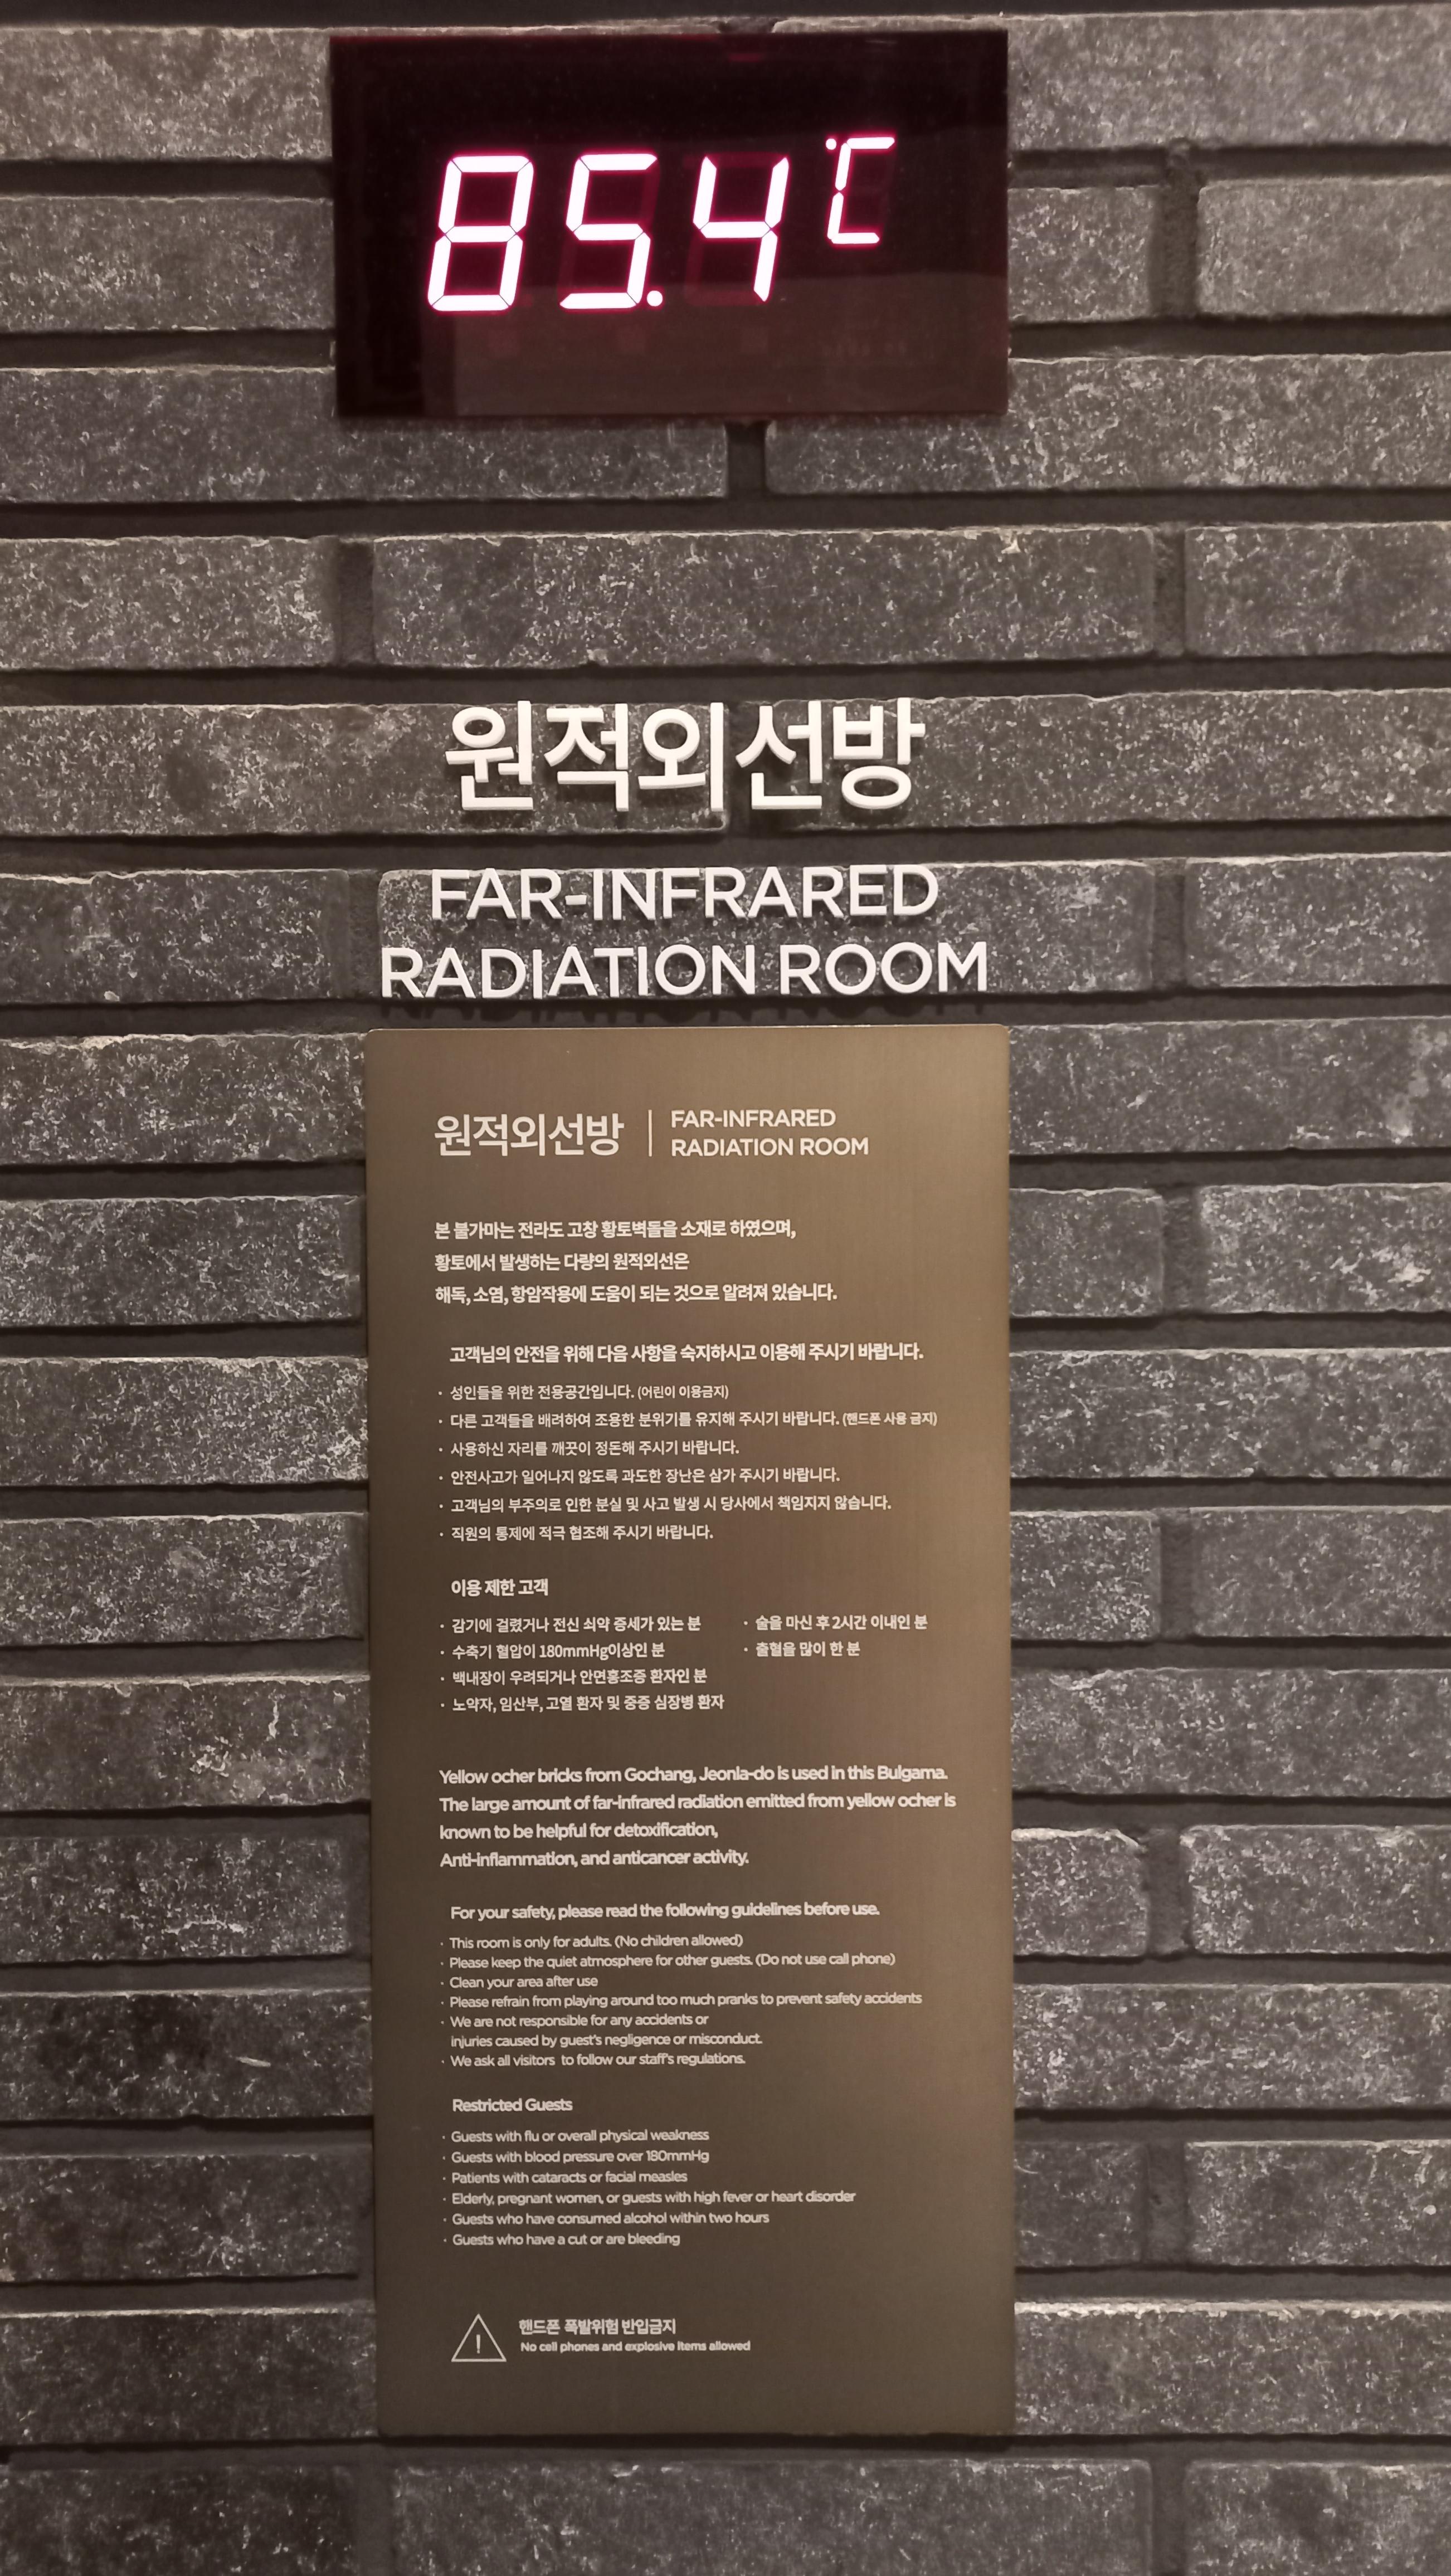 85.4 ℃
원적외선방
FAR-INFRARED
RADIATION ROOM
원적외선방 | FAR-INFRARED
RADIATION ROOM
본 불가마는 전라도 고창 황토벽돌을 소재로 하였으며,
황토에서 발생하는 다량의 원적외선은
해독, 소염, 항암작용에 도움이 되는 것으로 알려져 있습니다.
고객님의 안전을 위해 다음 사항을 숙지하시고 이용해 주시기 바랍니다.
· 성인들을 위한 전용공간입니다. (어린이 이용금지)
· 다른 고객들을 배려하여 조용한 분위기를 유지해 주시기 바랍니다. (핸드폰 사용 금지)
· 사용하신 자리를 깨끗이 정돈해 주시기 바랍니다.
· 안전사고가 일어나지 않도록 과도한 장난은 삼가 주시기 바랍니다.
· 고객님의 부주의로 인한 분실 및 사고 발생 시 당사에서 책임지지 않습니다.
· 직원의 통제에 적극 협조해 주시기 바랍니다.
이용 제한 고객
· 감기에 걸렸거나 전신 쇠약 증세가 있는 분
· 수축기 혈압이 180mmHg이상인 분
· 백내장이 우려되거나 안면홍조증 환자인 분
· 노약자, 임산부, 고열 환자 및 중증 심장병 환자
· 술을 마신 후 2시간 이내인 분
· 출혈을 많이 한 분
Yellow ocher bricks from Gochang, Jeonla-do is used in this Bulgama.
The large amount of far-infrared radiation emitted from yellow ocher is
known to be helpful for detoxification,
Anti-inflammation, and anticancer activity.
For your safety, please read the following guidelines before use.
· This room is only for adults. (No children allowed)
· Please keep the quiet atmosphere for other guests. (Do not use call phone)
· Clean your area after use
· Please refrain from playing around too much pranks to prevent safety accidents
· We are not responsible for any accidents or
injuries caused by guest's negligence or misconduct.
· We ask all visitors to follow our staff's regulations.
Restricted Guests
· Guests with flu or overall physical weakness
· Guests with blood pressure over 180mmHg
· Patients with cataracts or facial measles
· Elderly, pregnant women, or guests with high fever or heart disorder
· Guests who have consumed alcohol within two hours
· Guests who have a cut or are bleeding
핸드폰 폭발위험 반입금지
No cell phones and explosive items allowed